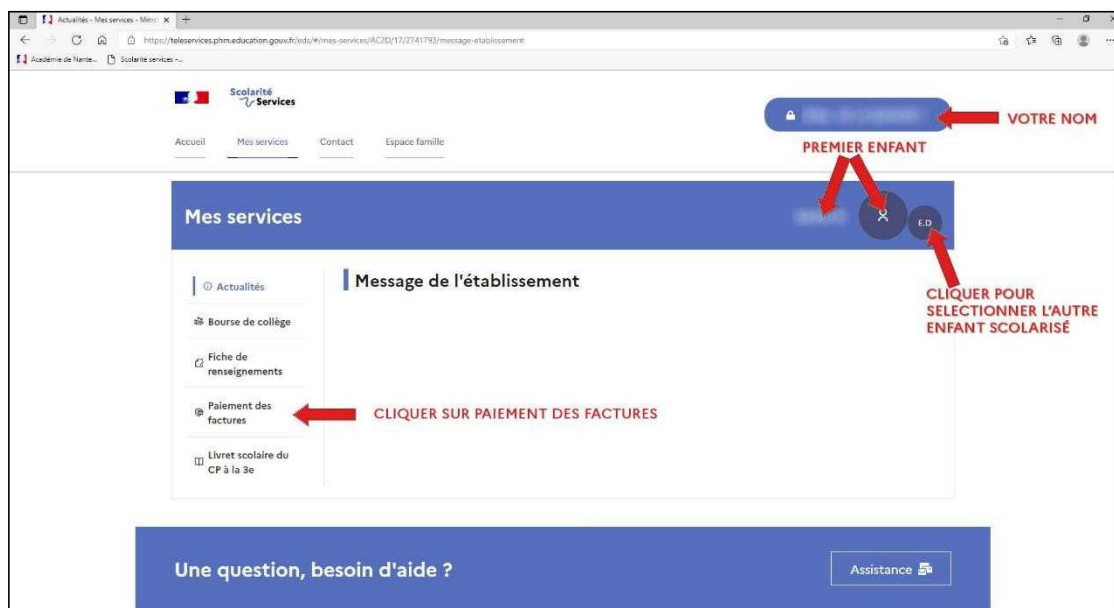 Actualités - Mes services - Minis
https://teleservices.phm.education.gouv.fr/eds/#/mes-services/AC2D/17/2741793/message-etablissement
Académie de Nante...
Scolarité services -...
Scolarité
Services
VOTRE NOM
Accueil
Mes services
Contact
Espace famille
PREMIER ENFANT
Mes services
E.D
Actualités
Message de l'établissement
CLIQUER POUR
SELECTIONNER L'AUTRE
ENFANT SCOLARISÉ
Bourse de collège
Fiche de
renseignements
Paiement des
factures
CLIQUER SUR PAIEMENT DES FACTURES
Livret scolaire du
CP à la 3e
Une question, besoin d'aide ?
Assistance